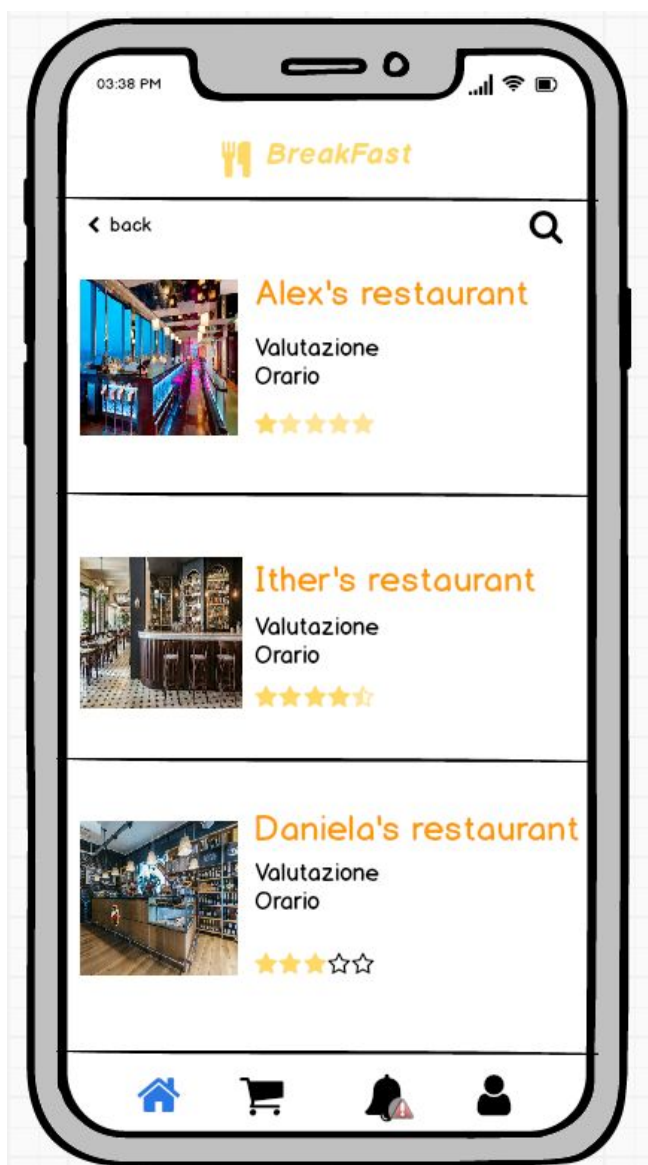 03:38 PM
BreakFast
back
Alex's restaurant
Valutazione
Orario
Ither's restaurant
Valutazione
Orario
Daniela's restaurant
Valutazione
Orario